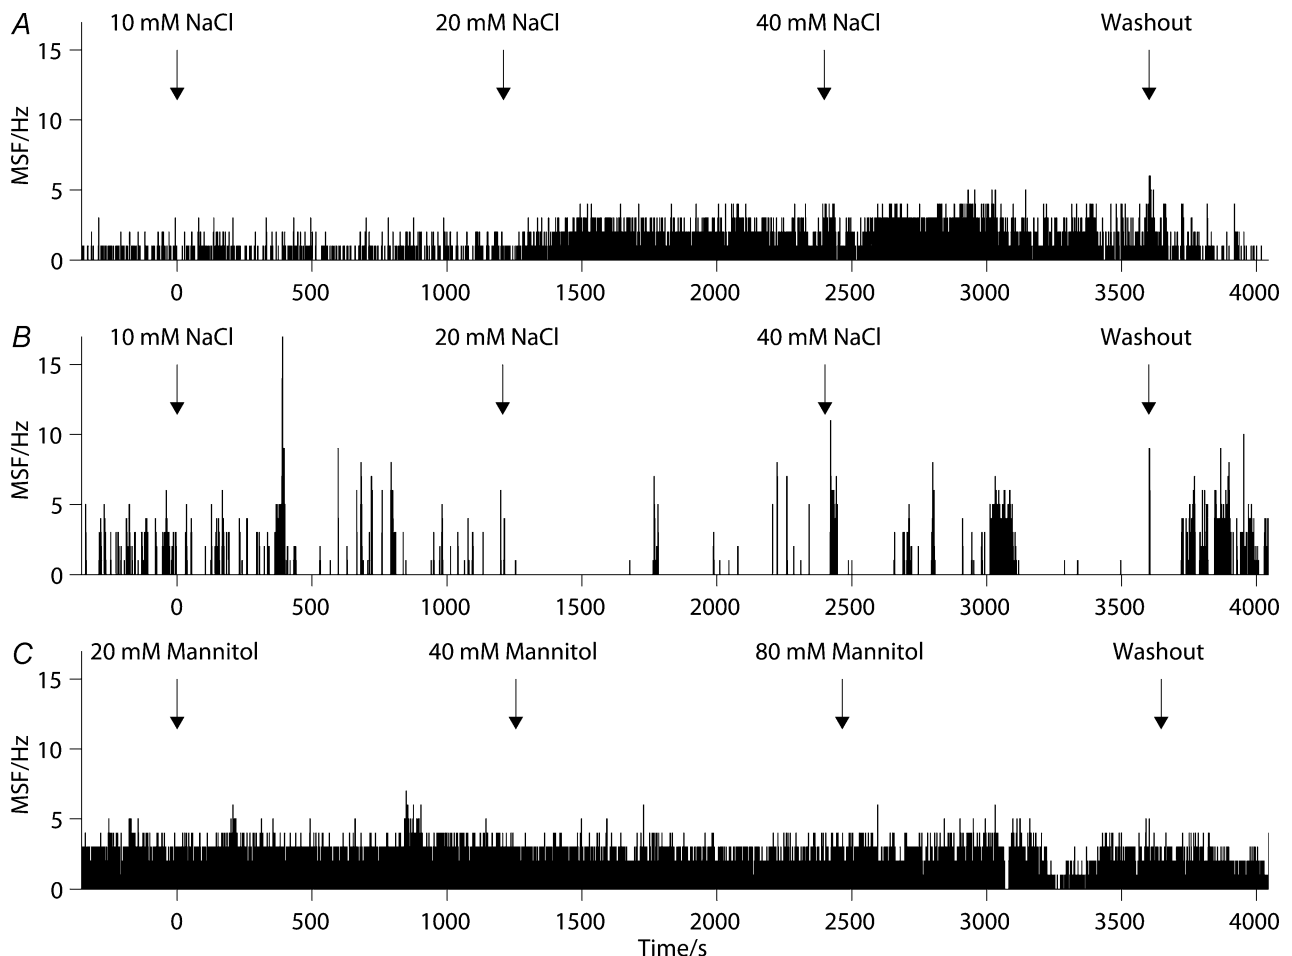 A
10 mM NaCl 20 mM NaCl 40 mM NaCl Washout
MSF/Hz
15
10
5
0
0 500 1000 1500 2000 2500 3000 3500 4000
B
10 mM NaCl 20 mM NaCl 40 mM NaCl Washout
MSF/Hz
15
10
5
0
0 500 1000 1500 2000 2500 3000 3500 4000
C
20 mM Mannitol 40 mM Mannitol 80 mM Mannitol Washout
MSF/Hz
15
10
5
0
0 500 1000 1500 2000 2500 3000 3500 4000
Time/s